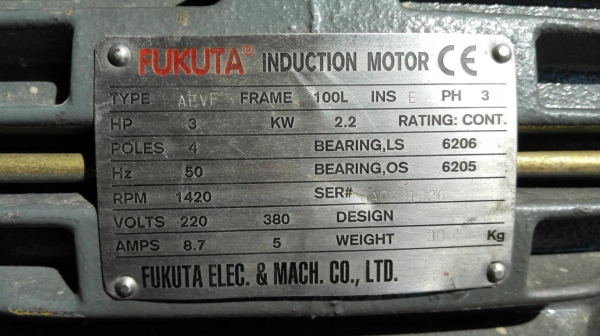 FUKUTA® INDUCTION MOTOR CE
TYPE AEVF FRAME 100L INS E PH 3
HP 3 KW 2.2 RATING: CONT.
POLES 4 BEARING,LS 6206
Hz 50 BEARING,OS 6205
RPM 1420 SER#
VOLTS 220 380 DESIGN
AMPS 8.7 5 WEIGHT Kg
FUKUTA ELEC. & MACH. CO., LTD.